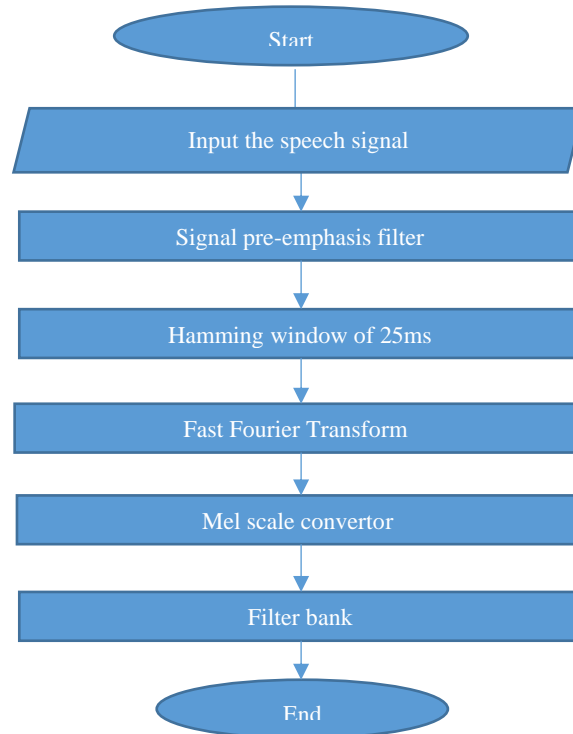 Start
Input the speech signal
Signal pre-emphasis filter
Hamming window of 25ms
Fast Fourier Transform
Mel scale convertor
Filter bank
End